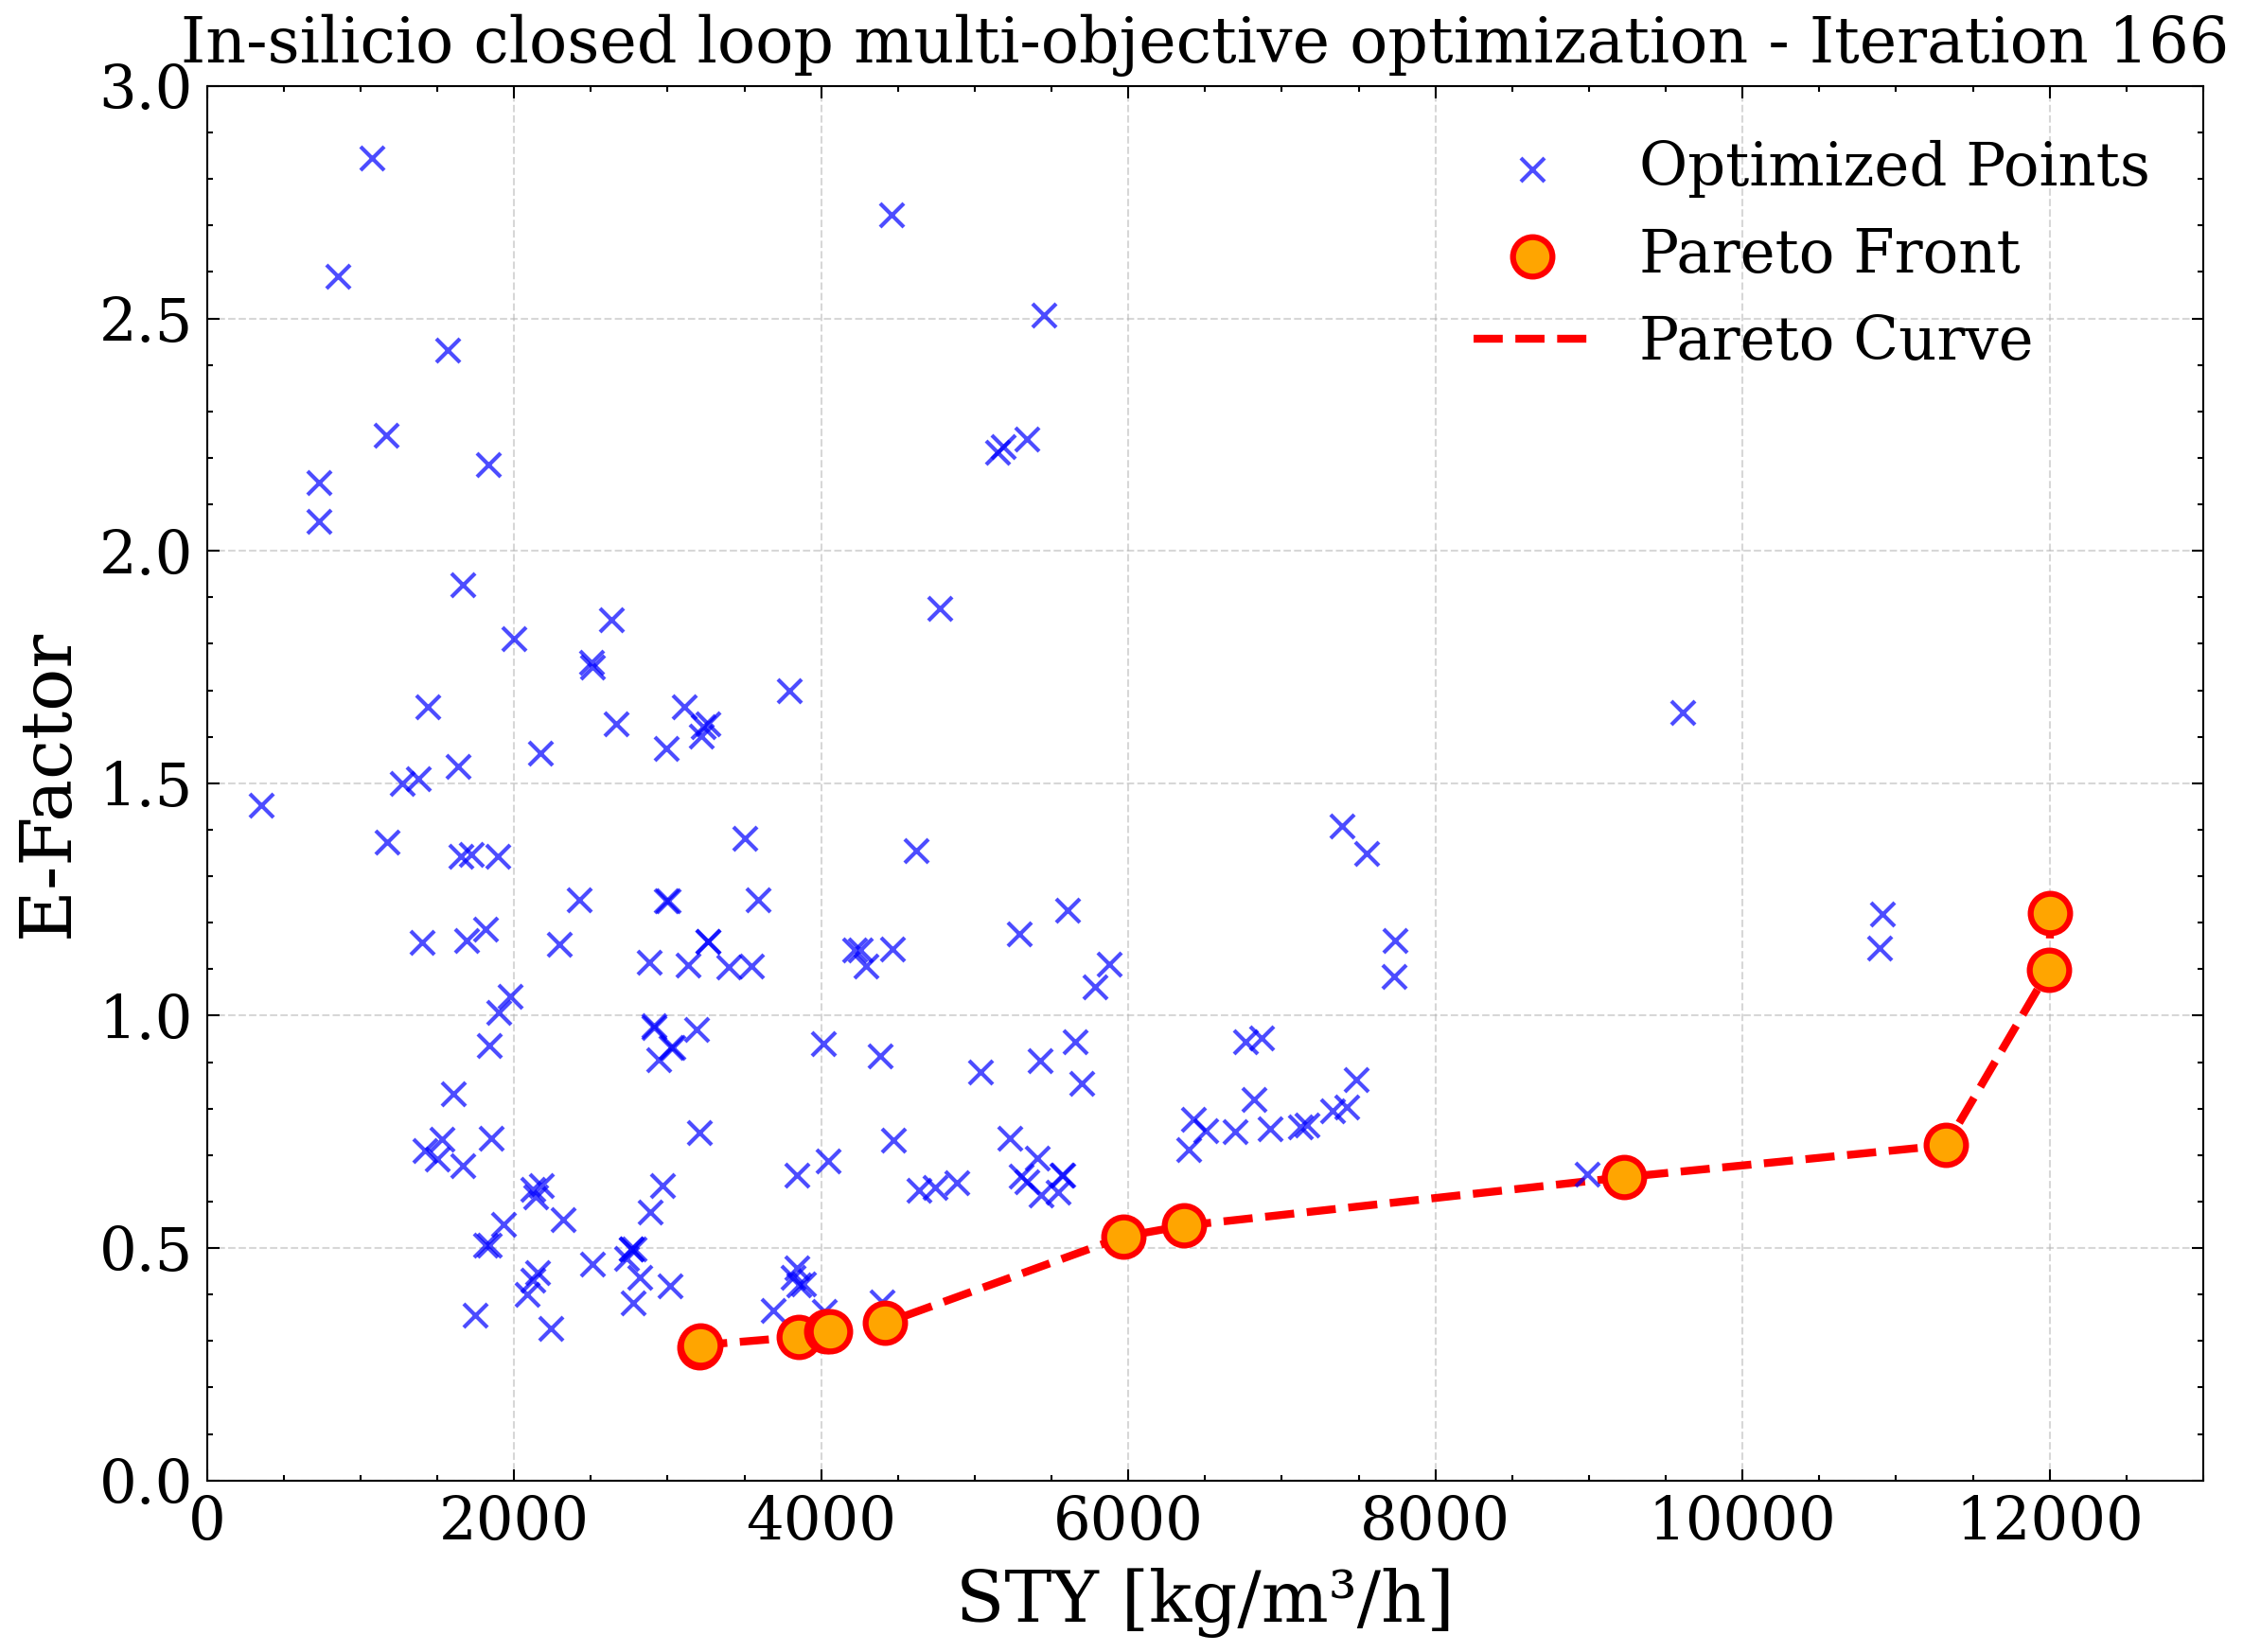 In-silicio closed loop multi-objective optimization - Iteration 166
3.0
2.5
2.0
1.5
1.0
0.5
0.0
E-Factor
Optimized Points
Pareto Front
Pareto Curve
0 2000 4000 6000 8000 10000 12000
STY [kg/m³/h]